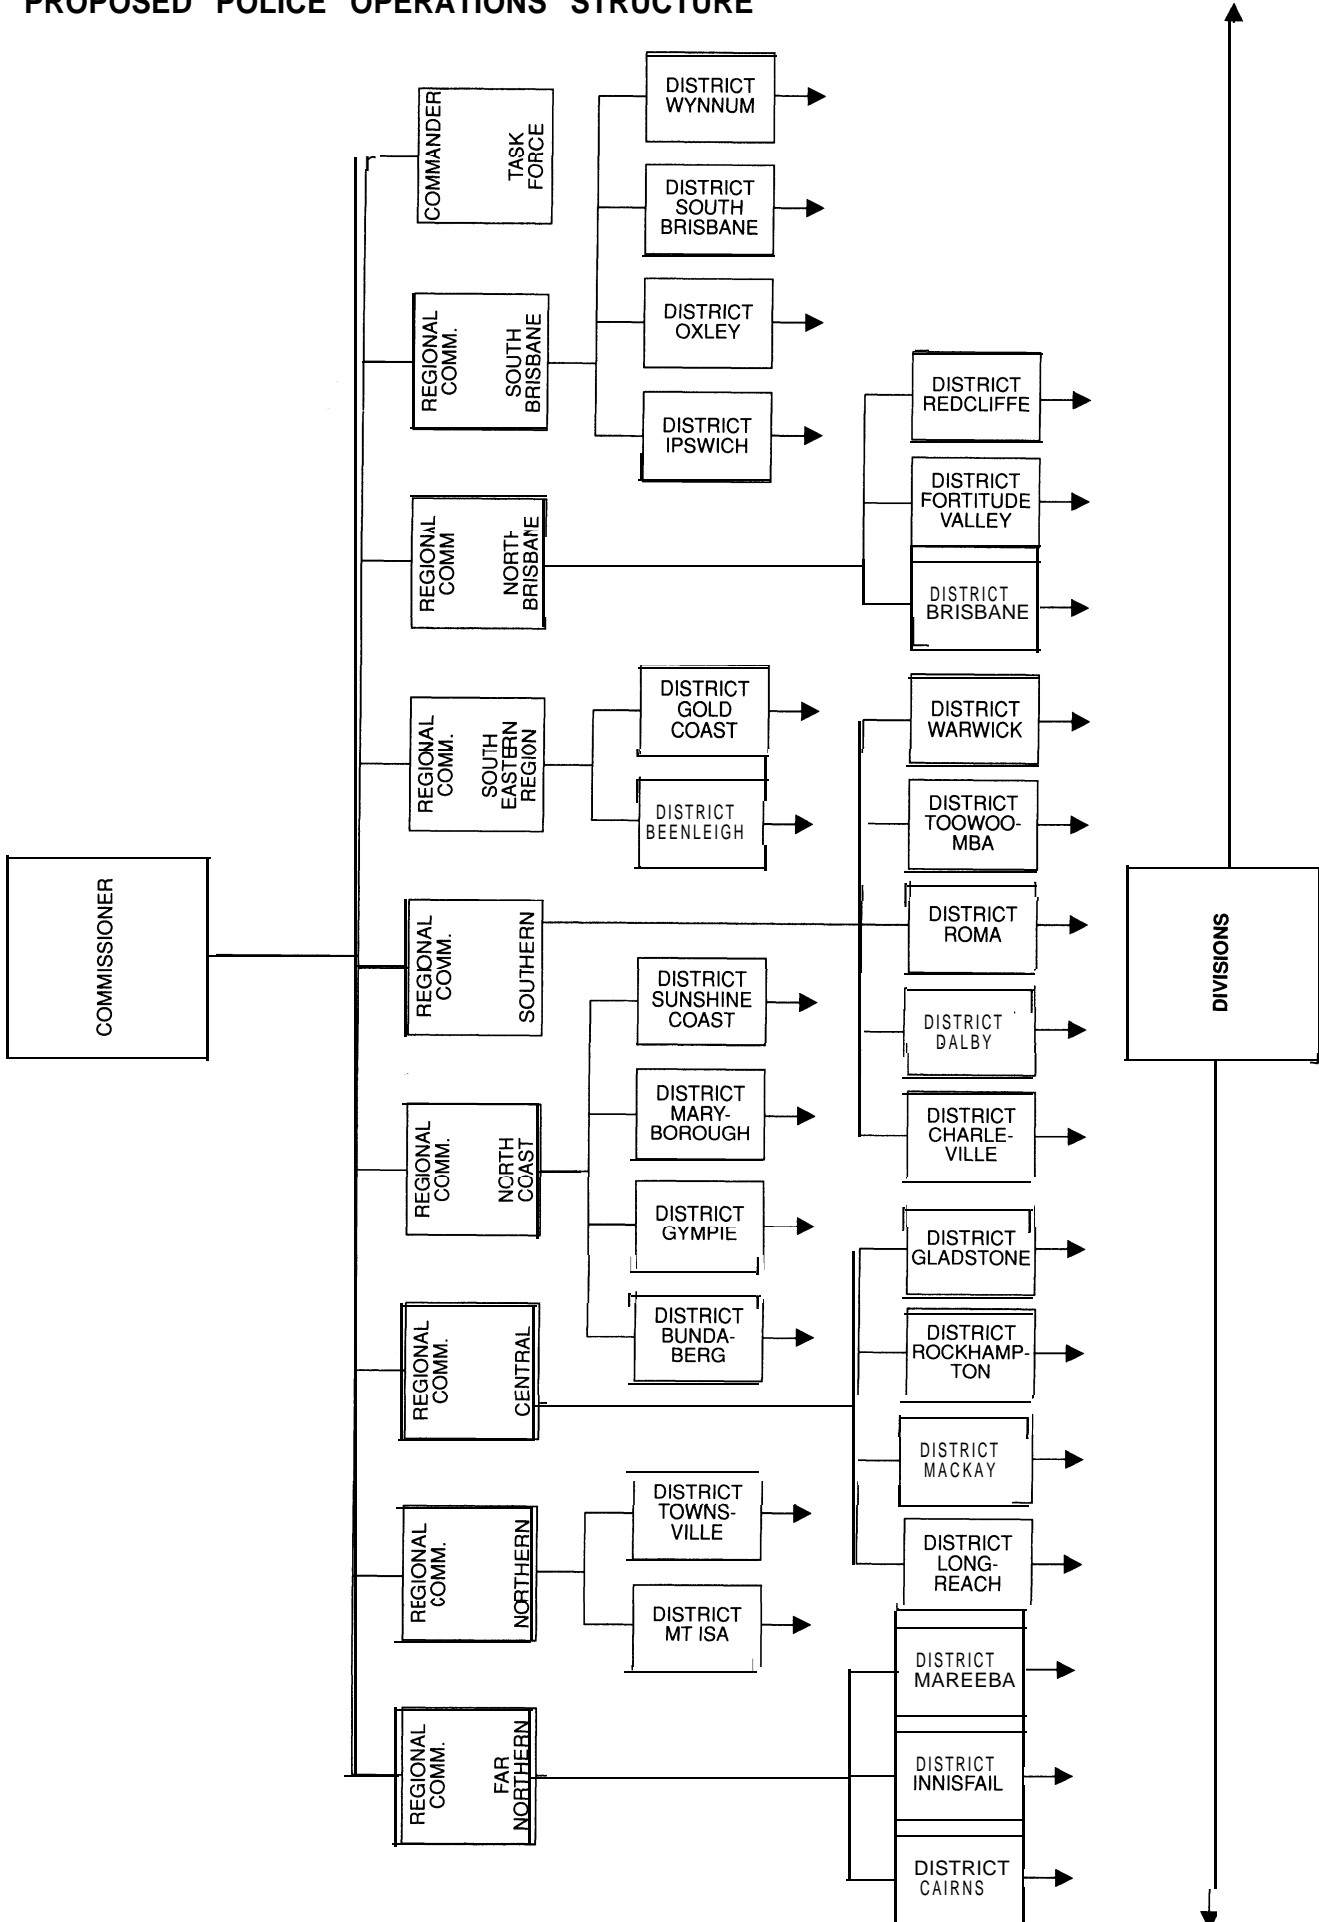 PROPOSED POLICE OPERATIONS STRUCTURE
COMMISSIONER
COMMANDER
TASK
FORCE
REGIONAL
COMM.
SOUTH
BRISBANE
REGIONAL
COMM
NORTH
BRISBANE
REGIONAL
COMM.
SOUTH
EASTERN
REGION
REGIONAL
COMM.
SOUTHERN
REGIONAL
COMM.
NORTH
COAST
REGIONAL
COMM.
CENTRAL
REGIONAL
COMM.
NORTHERN
REGIONAL
COMM.
FAR
NORTHERN
DISTRICT
WYNNUM
DISTRICT
SOUTH
BRISBANE
DISTRICT
OXLEY
DISTRICT
IPSWICH
DISTRICT
REDCLIFFE
DISTRICT
FORTITUDE
VALLEY
DISTRICT
BRISBANE
DISTRICT
GOLD
COAST
DISTRICT
BEENLEIGH
DISTRICT
WARWICK
DISTRICT
TOOWOO-
MBA
DISTRICT
ROMA
DISTRICT
DALBY
DISTRICT
CHARLE-
VILLE
DISTRICT
SUNSHINE
COAST
DISTRICT
MARY-
BOROUGH
DISTRICT
GYMPIE
DISTRICT
BUNDA-
BERG
DISTRICT
GLADSTONE
DISTRICT
ROCKHAMP-
TON
DISTRICT
MACKAY
DISTRICT
LONG-
REACH
DISTRICT
TOWNS-
VILLE
DISTRICT
MT ISA
DISTRICT
MAREEBA
DISTRICT
INNISFAIL
DISTRICT
CAIRNS
DIVISIONS